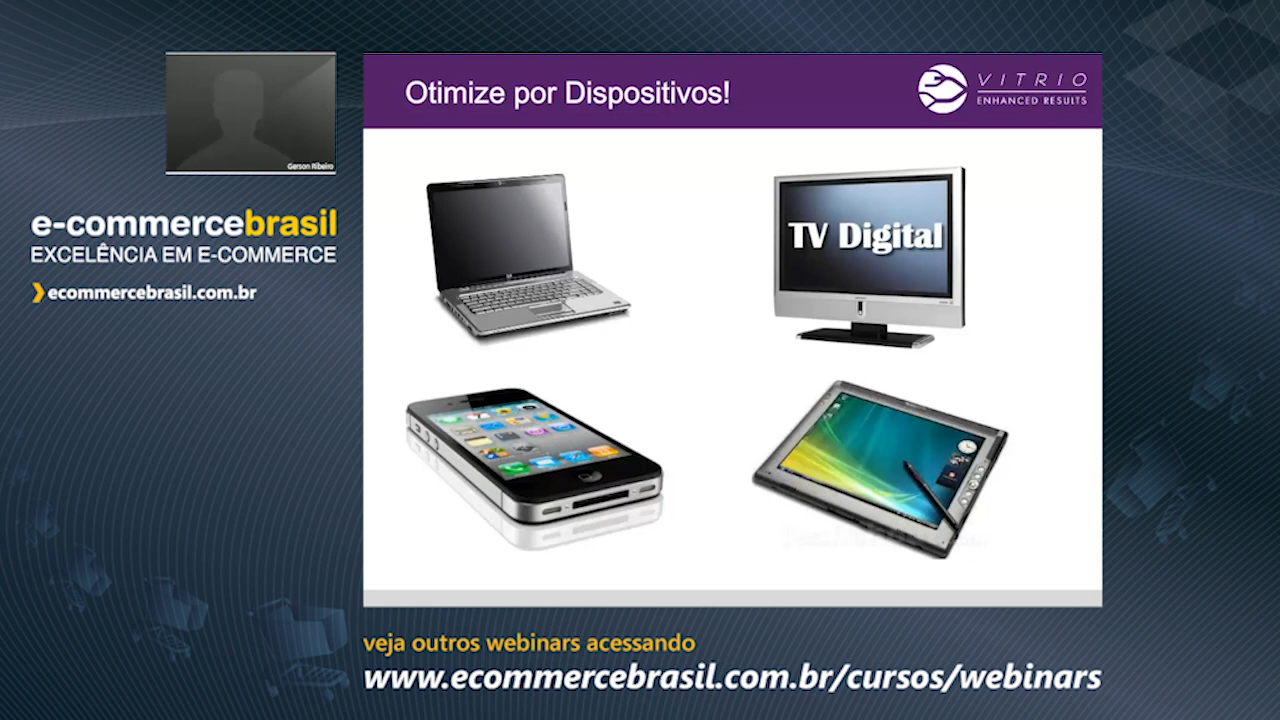 Gerson Ribeiro
e-commercebrasil
EXCELÊNCIA EM E-COMMERCE
ecommercebrasil.com.br
Otimize por Dispositivos!
VITRIO
ENHANCED RESULTS
TV Digital
veja outros webinars acessando
www.ecommercebrasil.com.br/cursos/webinars